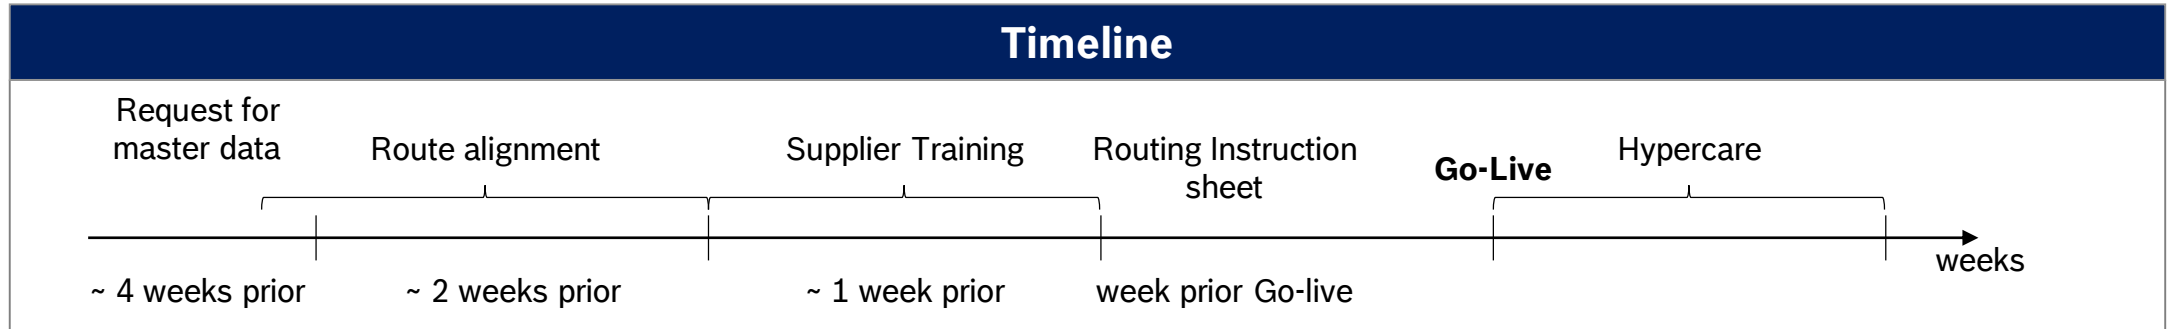 Timeline
Request for
master data
Route alignment
Supplier Training
Routing Instruction
sheet
Go-Live
Hypercare
weeks
~ 4 weeks prior
~ 2 weeks prior
~ 1 week prior
week prior Go-live